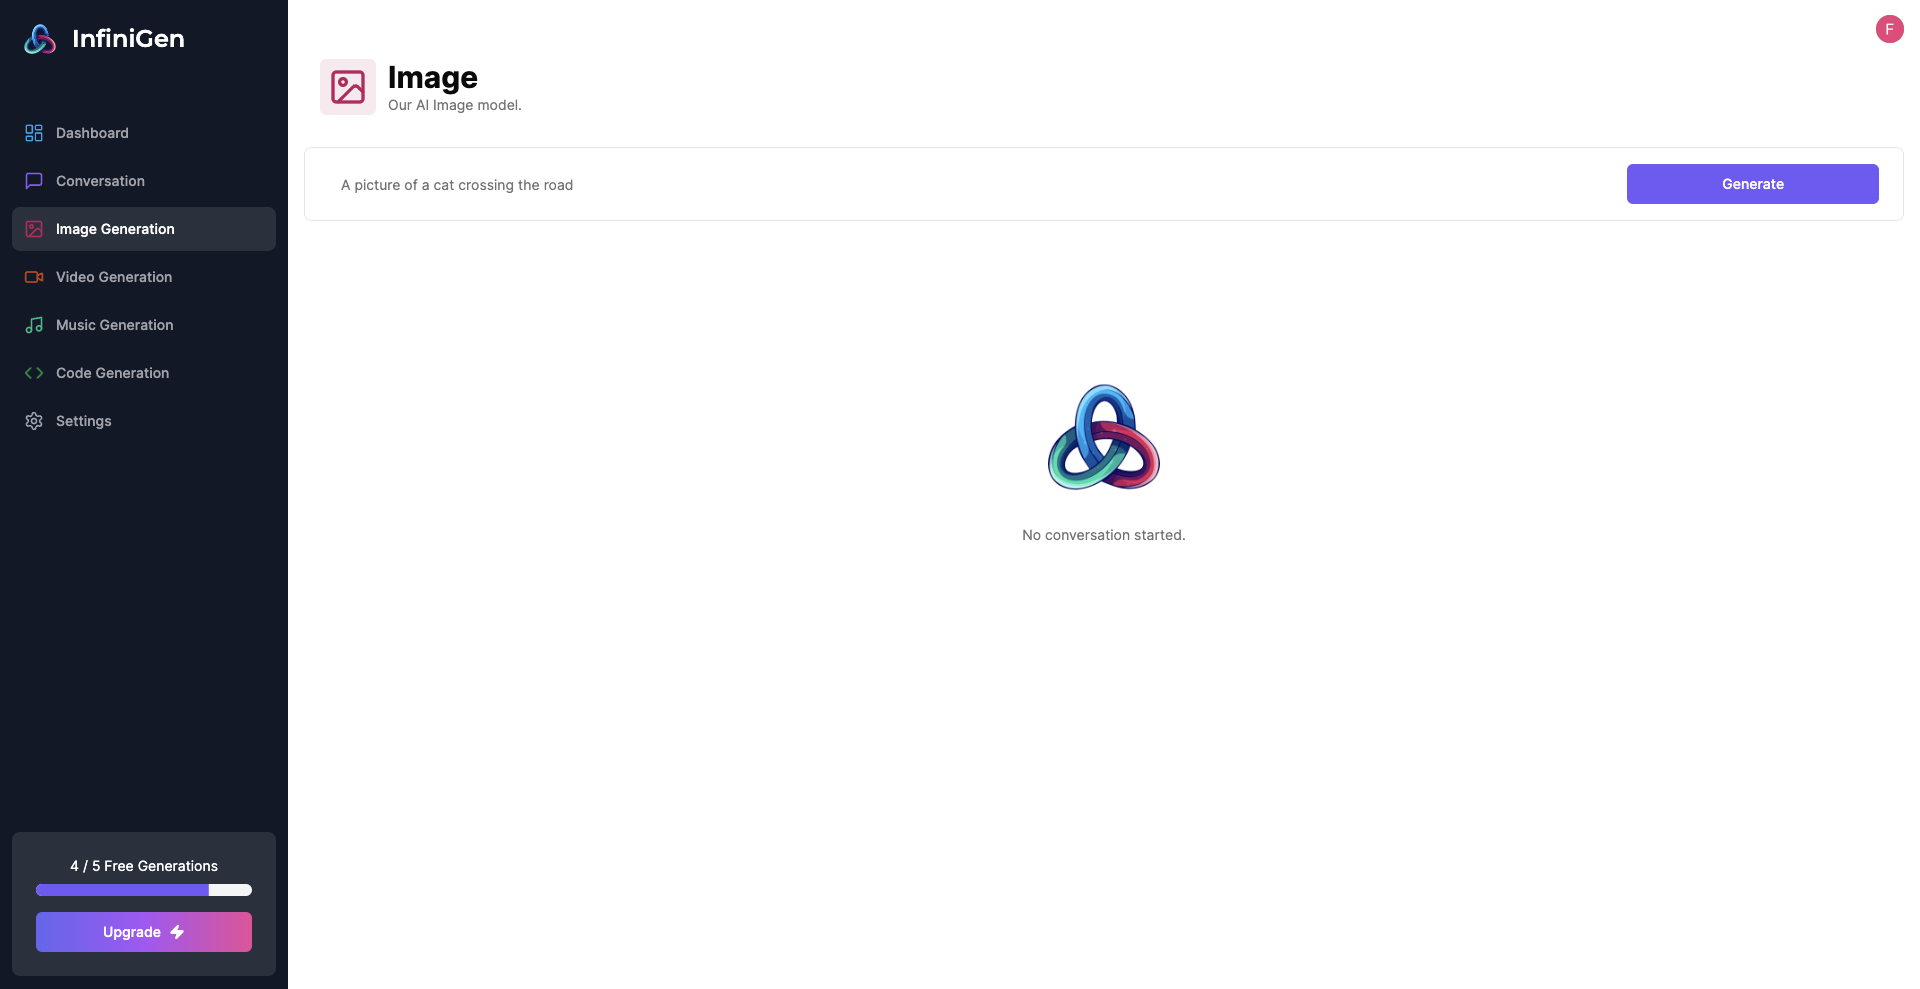 InfiniGen
Dashboard
Conversation
Image Generation
Video Generation
Music Generation
Code Generation
Settings
4 / 5 Free Generations
Upgrade
F
Image
Our AI Image model.
A picture of a cat crossing the road
Generate
No conversation started.